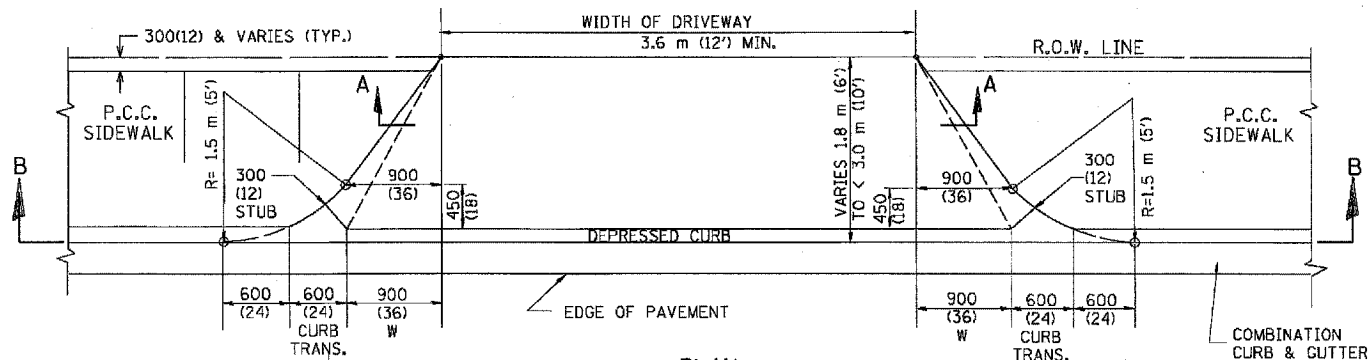 WIDTH OF DRIVEWAY
3.6 m (12') MIN.
300(12) & VARIES (TYP.)
R.O.W. LINE
A
A
P.C.C.
SIDEWALK
P.C.C.
SIDEWALK
R= 1.5 m (5')
300
(12)
STUB
900
(36)
450
(18)
VARIES 1.8 m (6')
TO < 3.0 m (10')
900
(36)
450
(18)
300
(12)
STUB
R=1.5 m (5')
B
B
DEPRESSED CURB
600
(24)
600
(24)
CURB
TRANS.
900
(36)
W
EDGE OF PAVEMENT
900
(36)
W
600
(24)
CURB
TRANS.
600
(24)
COMBINATION
CURB & GUTTER